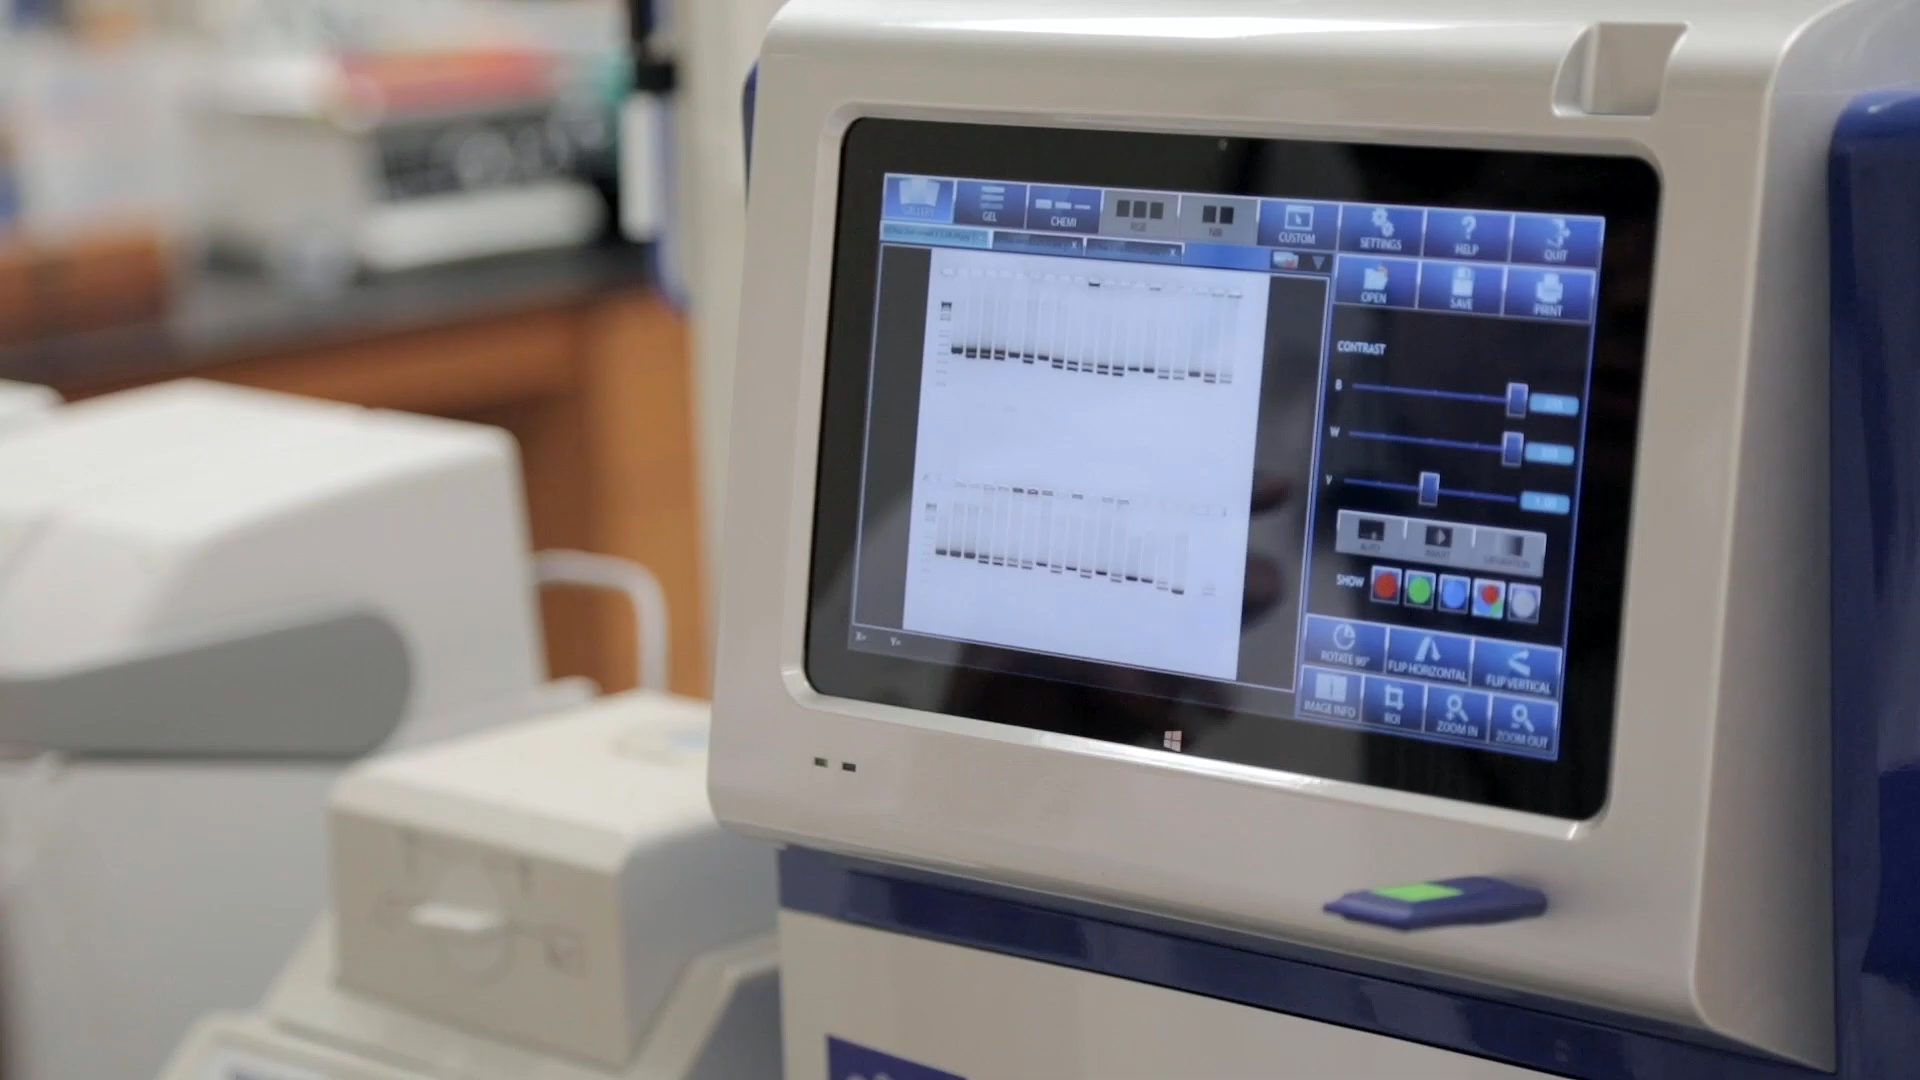 GALLERY GEL CHEMI RGB NIR CUSTOM SETTINGS HELP QUIT
OPEN SAVE PRINT
CONTRAST
B
W
γ
AUTO INVERT SATURATION
SHOW
X= Y=
ROTATE 90° FLIP HORIZONTAL FLIP VERTICAL
IMAGE INFO ROI ZOOM IN ZOOM OUT